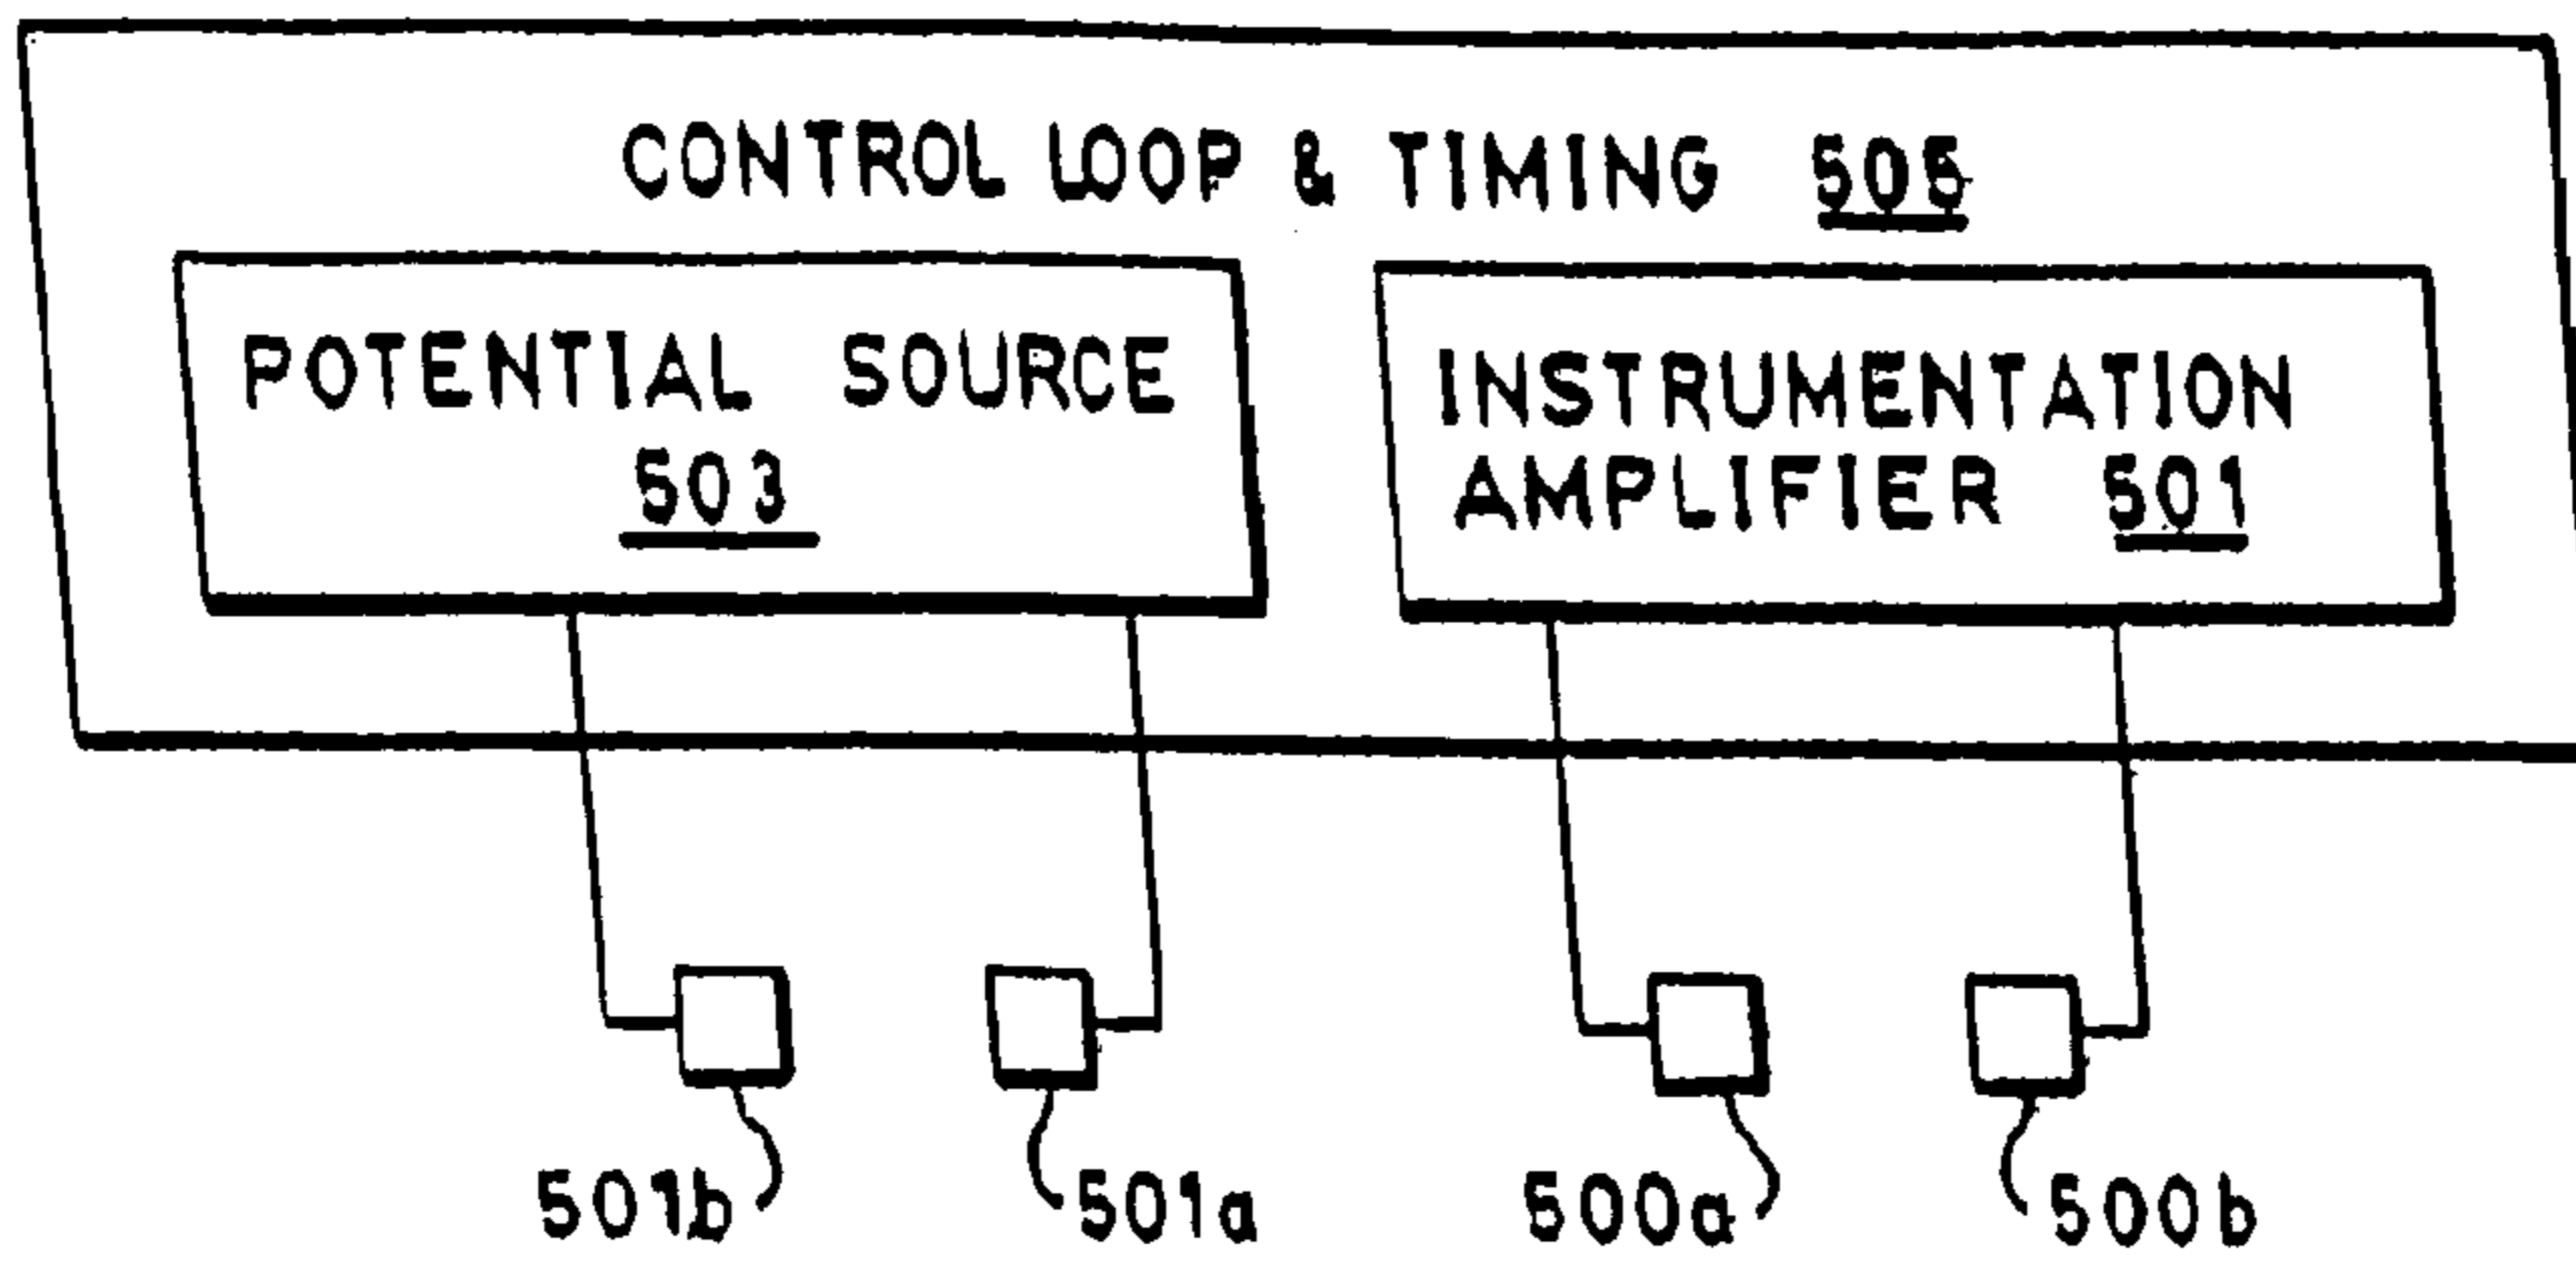 CONTROL LOOP & TIMING 505
POTENTIAL SOURCE
503
INSTRUMENTATION
AMPLIFIER 501
501b
501a
500a
500b